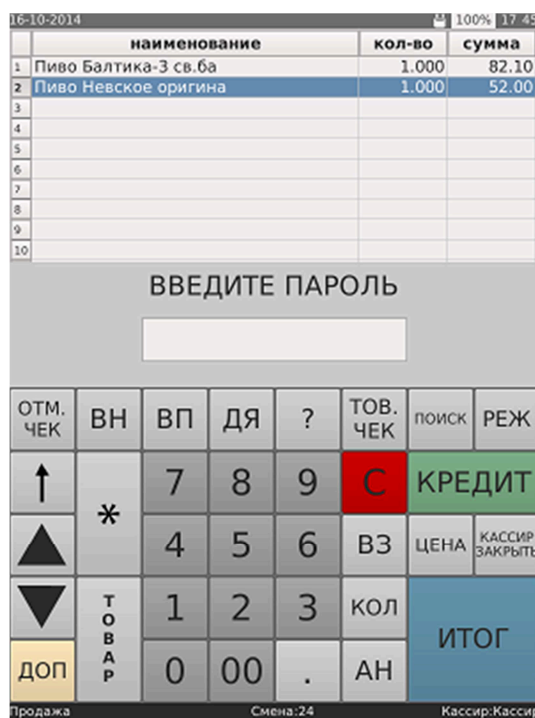 16-10-2014 100% 17 45
наименование кол-во сумма
1 Пиво Балтика-3 св.ба 1.000 82.10
2 Пиво Невское оригина 1.000 52.00
3
4
5
6
7
8
9
10
ВВЕДИТЕ ПАРОЛЬ
ОТМ. ЧЕК ВН ВП ДЯ ? ТОВ. ЧЕК ПОИСК РЕЖ
* 7 8 9 С КРЕДИТ
4 5 6 ВЗ ЦЕНА КАССИР ЗАКРЫТЬ
ТОВАР 1 2 3 КОЛ ИТОГ
ДОП 0 00 . АН
Продажа Смена:24 Кассир:Кассир